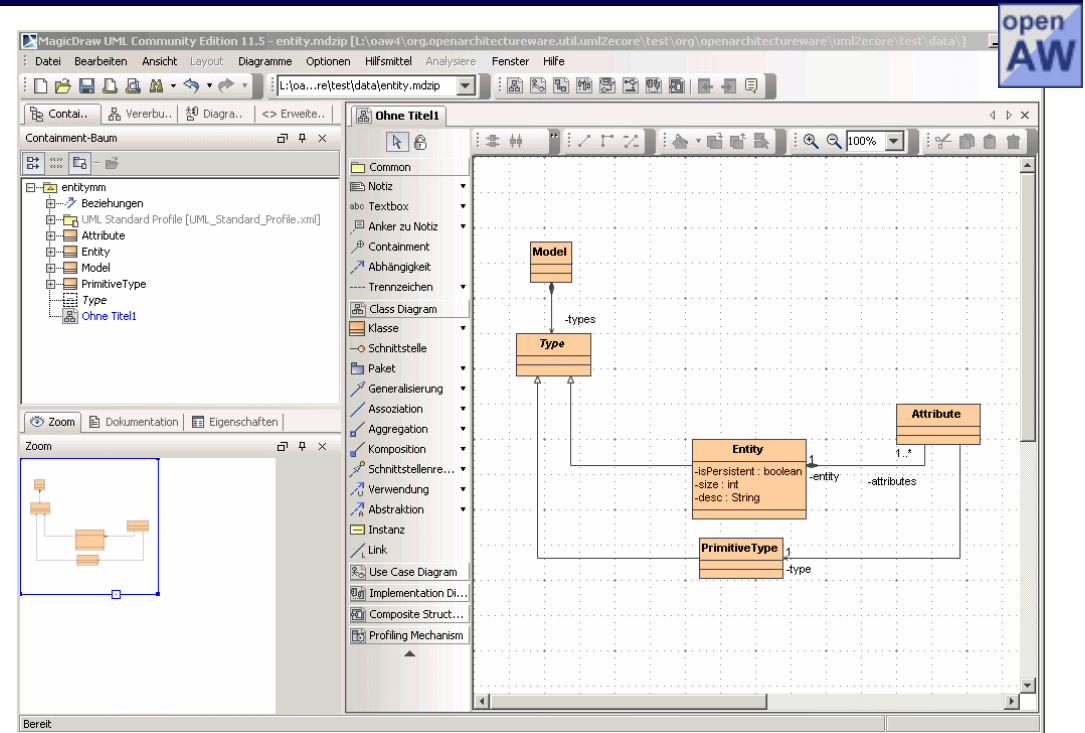 open
AW
MagicDraw UML Community Edition 11.5 - entity.mdzip [L:\oaw4\org.openarchitectureware.util.uml2ecore\test\org\openarchitectureware\uml2ecore\test\data\]
Datei Bearbeiten Ansicht Layout Diagramme Optionen Hilfsmittel Analysiere Fenster Hilfe
L:\oa...re\test\data\entity.mdzip
Contai.. Vererbu.. Diagra.. <> Erweite..
Containment-Baum
entitymm
Beziehungen
UML Standard Profile [UML_Standard_Profile.xml]
Attribute
Entity
Model
PrimitiveType
Type
Ohne Titel1
Zoom Dokumentation Eigenschaften
Zoom
Ohne Titel1
100%
Common
Notiz
abc Textbox
Anker zu Notiz
Containment
Abhängigkeit
Trennzeichen
Class Diagram
Klasse
Schnittstelle
Paket
Generalisierung
Assoziation
Aggregation
Komposition
Schnittstellenre...
Verwendung
Abstraktion
Instanz
Link
Use Case Diagram
Implementation Di...
Composite Struct...
Profiling Mechanism
Model
-types
Type
Attribute
1..*
-attributes
Entity
-isPersistent : boolean
-size : int
-desc : String
1
-entity
PrimitiveType
1
-type
Bereit